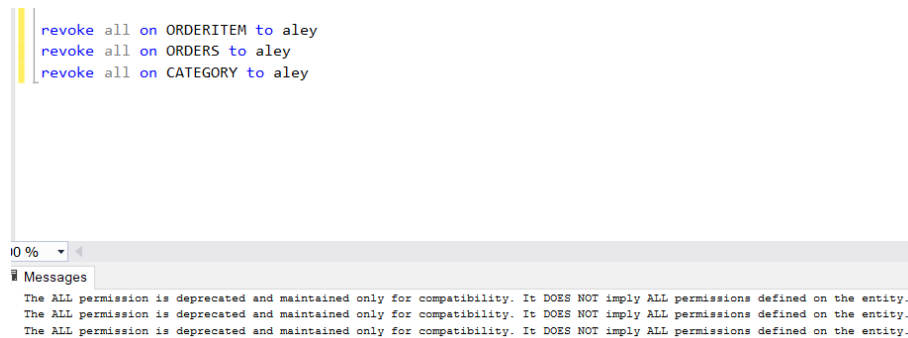 revoke all on ORDERITEM to aley
revoke all on ORDERS to aley
revoke all on CATEGORY to aley
00 %
Messages
The ALL permission is deprecated and maintained only for compatibility. It DOES NOT imply ALL permissions defined on the entity.
The ALL permission is deprecated and maintained only for compatibility. It DOES NOT imply ALL permissions defined on the entity.
The ALL permission is deprecated and maintained only for compatibility. It DOES NOT imply ALL permissions defined on the entity.